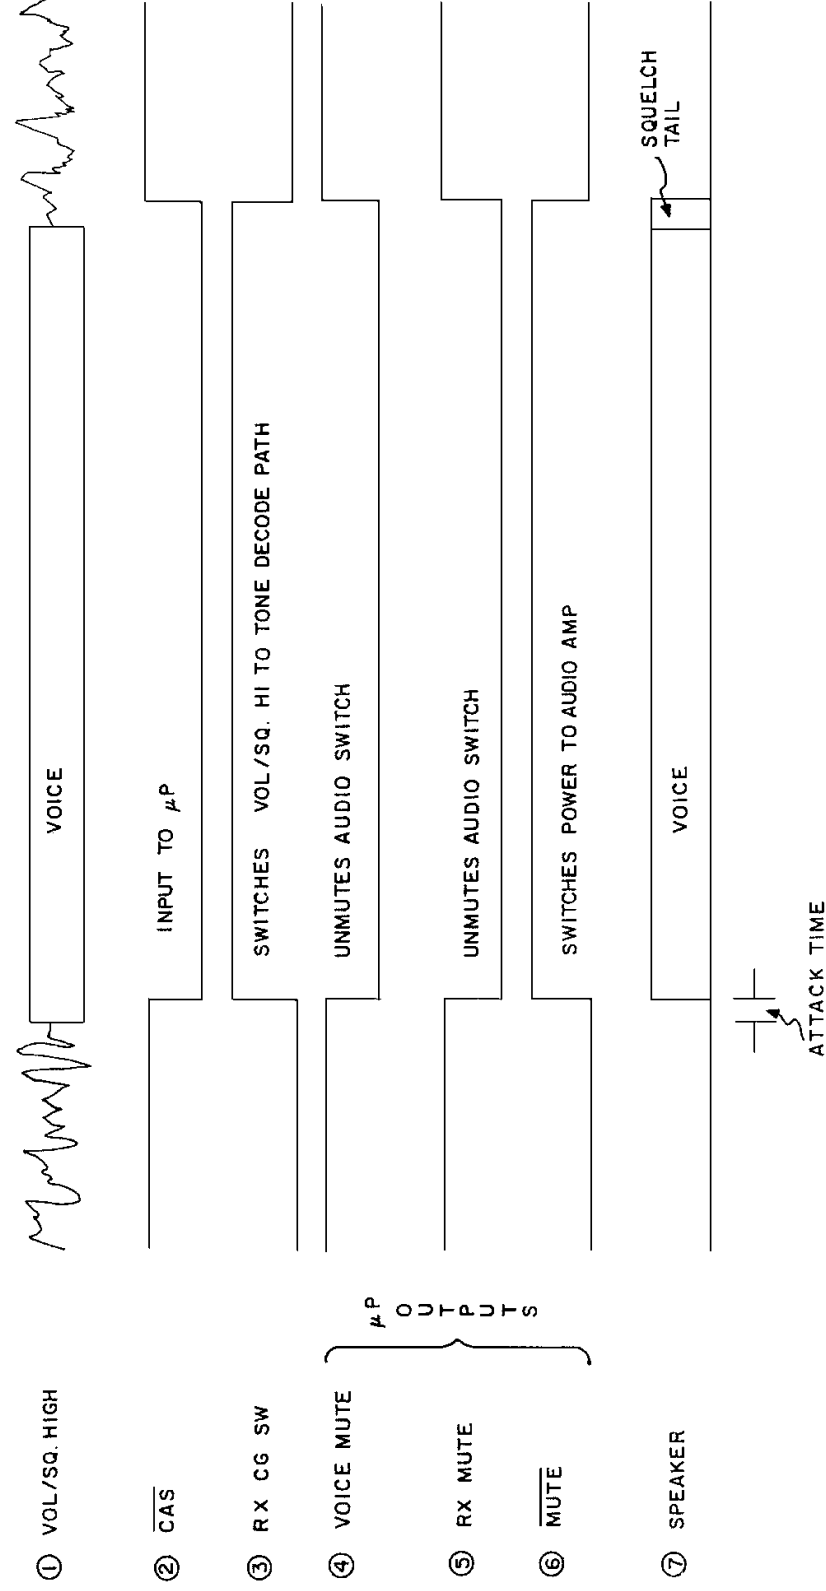 ① VOL/SQ. HIGH
VOICE
② C̅A̅S̅
INPUT TO μP
③ RX CG SW
SWITCHES VOL/SQ. HI TO TONE DECODE PATH
④ VOICE MUTE
UNMUTES AUDIO SWITCH
μP OUTPUTS
⑤ RX MUTE
UNMUTES AUDIO SWITCH
⑥ M̅U̅T̅E̅
SWITCHES POWER TO AUDIO AMP
SQUELCH
TAIL
⑦ SPEAKER
VOICE
ATTACK TIME